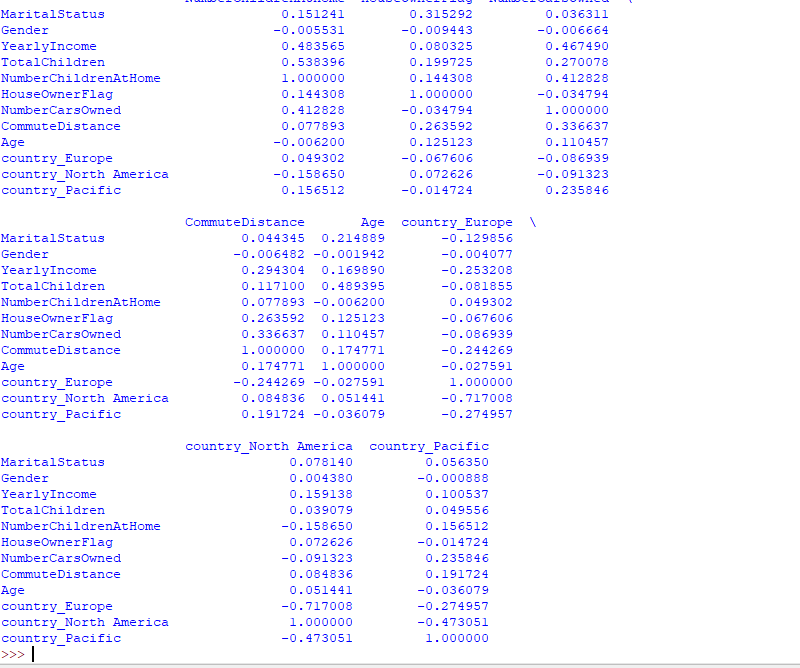 NumberChildrenAtHome HouseOwnerFlag NumberCarsOwned \
MaritalStatus 0.151241 0.315292 0.036311
Gender -0.005531 -0.009443 -0.006664
YearlyIncome 0.483565 0.080325 0.467490
TotalChildren 0.538396 0.199725 0.270078
NumberChildrenAtHome 1.000000 0.144308 0.412828
HouseOwnerFlag 0.144308 1.000000 -0.034794
NumberCarsOwned 0.412828 -0.034794 1.000000
CommuteDistance 0.077893 0.263592 0.336637
Age -0.006200 0.125123 0.110457
country_Europe 0.049302 -0.067606 -0.086939
country_North America -0.158650 0.072626 -0.091323
country_Pacific 0.156512 -0.014724 0.235846
CommuteDistance Age country_Europe \
MaritalStatus 0.044345 0.214889 -0.129856
Gender -0.006482 -0.001942 -0.004077
YearlyIncome 0.294304 0.169890 -0.253208
TotalChildren 0.117100 0.489395 -0.081855
NumberChildrenAtHome 0.077893 -0.006200 0.049302
HouseOwnerFlag 0.263592 0.125123 -0.067606
NumberCarsOwned 0.336637 0.110457 -0.086939
CommuteDistance 1.000000 0.174771 -0.244269
Age 0.174771 1.000000 -0.027591
country_Europe -0.244269 -0.027591 1.000000
country_North America 0.084836 0.051441 -0.717008
country_Pacific 0.191724 -0.036079 -0.274957
country_North America country_Pacific
MaritalStatus 0.078140 0.056350
Gender 0.004380 -0.000888
YearlyIncome 0.159138 0.100537
TotalChildren 0.039079 0.049556
NumberChildrenAtHome -0.158650 0.156512
HouseOwnerFlag 0.072626 -0.014724
NumberCarsOwned -0.091323 0.235846
CommuteDistance 0.084836 0.191724
Age 0.051441 -0.036079
country_Europe -0.717008 -0.274957
country_North America 1.000000 -0.473051
country_Pacific -0.473051 1.000000
>>>